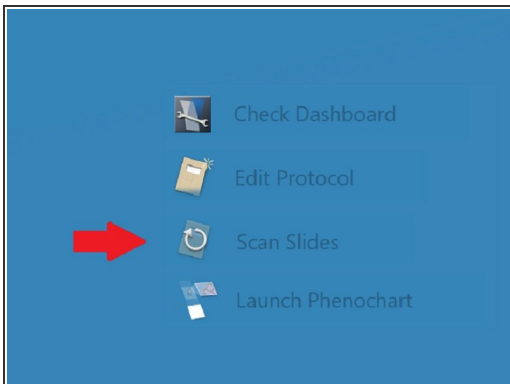 Check Dashboard
Edit Protocol
Scan Slides
Launch Phenochart